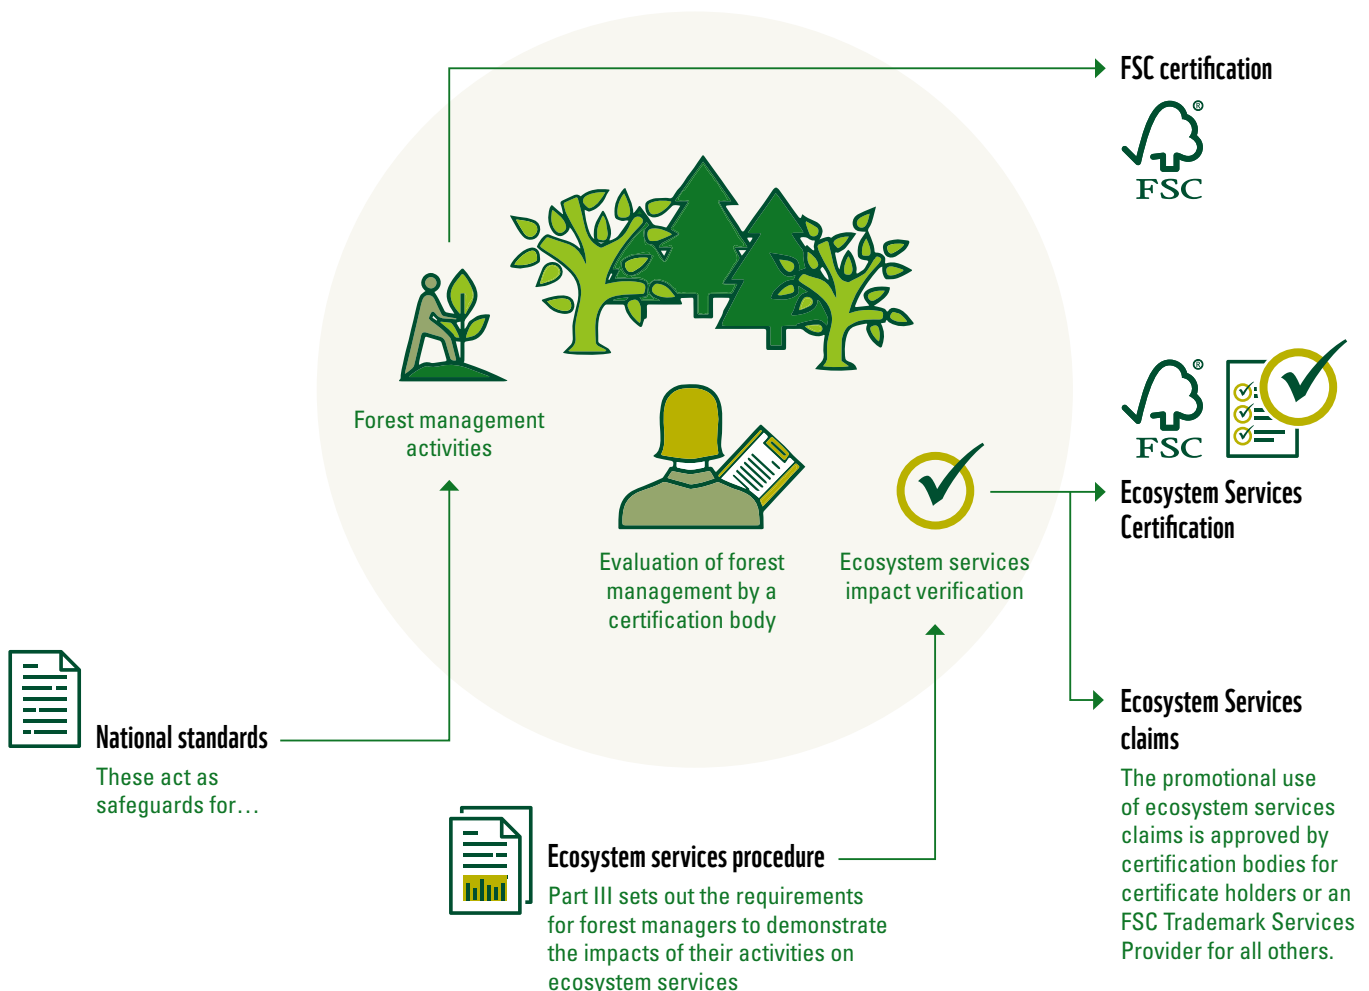 FSC certification
®
FSC
Forest management
activities
®
FSC
Ecosystem Services
Certification
Evaluation of forest
management by a
certification body
Ecosystem services
impact verification
National standards
These act as
safeguards for…
Ecosystem Services
claims
The promotional use
of ecosystem services
claims is approved by
certification bodies for
certificate holders or an
FSC Trademark Services
Provider for all others.
Ecosystem services procedure
Part III sets out the requirements
for forest managers to demonstrate
the impacts of their activities on
ecosystem services